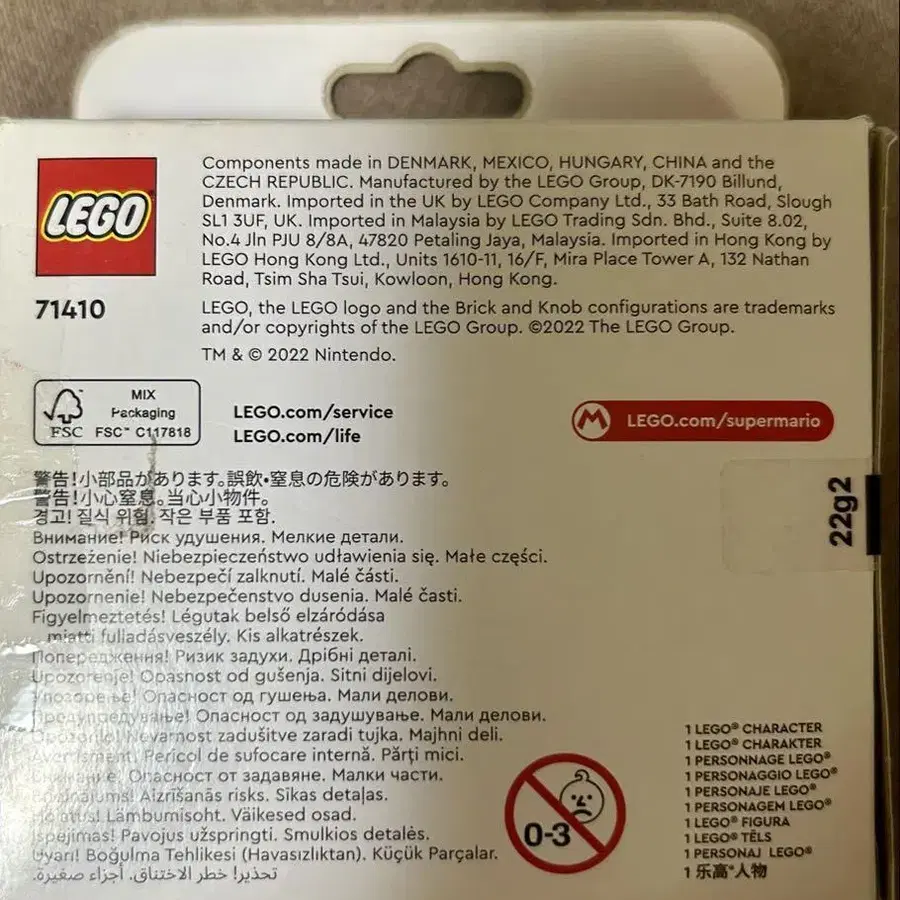 LEGO
71410
Components made in DENMARK, MEXICO, HUNGARY, CHINA and the
CZECH REPUBLIC. Manufactured by the LEGO Group, DK-7190 Billund,
Denmark. Imported in the UK by LEGO Company Ltd., 33 Bath Road, Slough
SL1 3UF, UK. Imported in Malaysia by LEGO Trading Sdn. Bhd., Suite 8.02,
No.4 Jln PJU 8/8A, 47820 Petaling Jaya, Malaysia. Imported in Hong Kong by
LEGO Hong Kong Ltd., Units 1610-11, 16/F, Mira Place Tower A, 132 Nathan
Road, Tsim Sha Tsui, Kowloon, Hong Kong.
LEGO, the LEGO logo and the Brick and Knob configurations are trademarks
and/or copyrights of the LEGO Group. ©2022 The LEGO Group.
TM & © 2022 Nintendo.
FSC
MIX
Packaging
FSC™ C117818
LEGO.com/service
LEGO.com/life
M LEGO.com/supermario
22g2
警告!小部品があります。誤飲・窒息の危険があります。
警告!小心窒息。当心小物件。
경고! 질식 위험. 작은 부품 포함.
Внимание! Риск удушения. Мелкие детали.
Ostrzeżenie! Niebezpieczeństwo udławienia się. Małe części.
Upozornění! Nebezpečí zalknutí. Malé části.
Upozornenie! Nebezpečenstvo dusenia. Malé časti.
Figyelmeztetés! Légutak belső elzáródása
miatti fulladásveszély. Kis alkatrészek.
Попередження! Ризик задухи. Дрібні деталі.
Upozorenje! Opasnost od gušenja. Sitni dijelovi.
Упозорење! Опасност од гушења. Мали делови.
Предупредување! Опасност од задушување. Мали делови.
Opozorilo! Nevarnost zadušitve zaradi tujka. Majhni deli.
Avertisment! Pericol de sufocare internă. Părți mici.
Внимание! Опасност от задавяне. Малки части.
Brīdinājums! Aizrīšanās risks. Sīkas detaļas.
Hoiatus! Lämbumisoht. Väikesed osad.
Įspėjimas! Pavojus užspringti. Smulkios detalės.
Uyarı! Boğulma Tehlikesi (Havasızlıktan). Küçük Parçalar.
تحذير! خطر الاختناق. أجزاء صغيرة.
0-3
1 LEGO® CHARACTER
1 LEGO® CHARAKTER
1 PERSONNAGE LEGO®
1 PERSONAGGIO LEGO®
1 PERSONAJE LEGO®
1 PERSONAGEM LEGO®
1 LEGO® FIGURA
1 LEGO® TĒLS
1 PERSONAJ LEGO®
1 乐高®人物